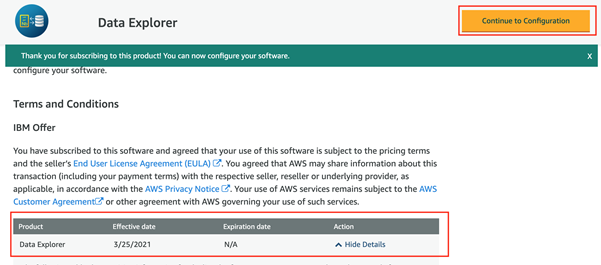 Data Explorer
Continue to Configuration
Thank you for subscribing to this product! You can now configure your software.
x
configure your software.
Terms and Conditions
IBM Offer
You have subscribed to this software and agreed that your use of this software is subject to the pricing terms
and the seller's End User License Agreement (EULA). You agreed that AWS may share information about this
transaction (including your payment terms) with the respective seller, reseller or underlying provider, as
applicable, in accordance with the AWS Privacy Notice. Your use of AWS services remains subject to the AWS
Customer Agreement or other agreement with AWS governing your use of such services.
Product Effective date Expiration date Action
Data Explorer 3/25/2021 N/A Hide Details